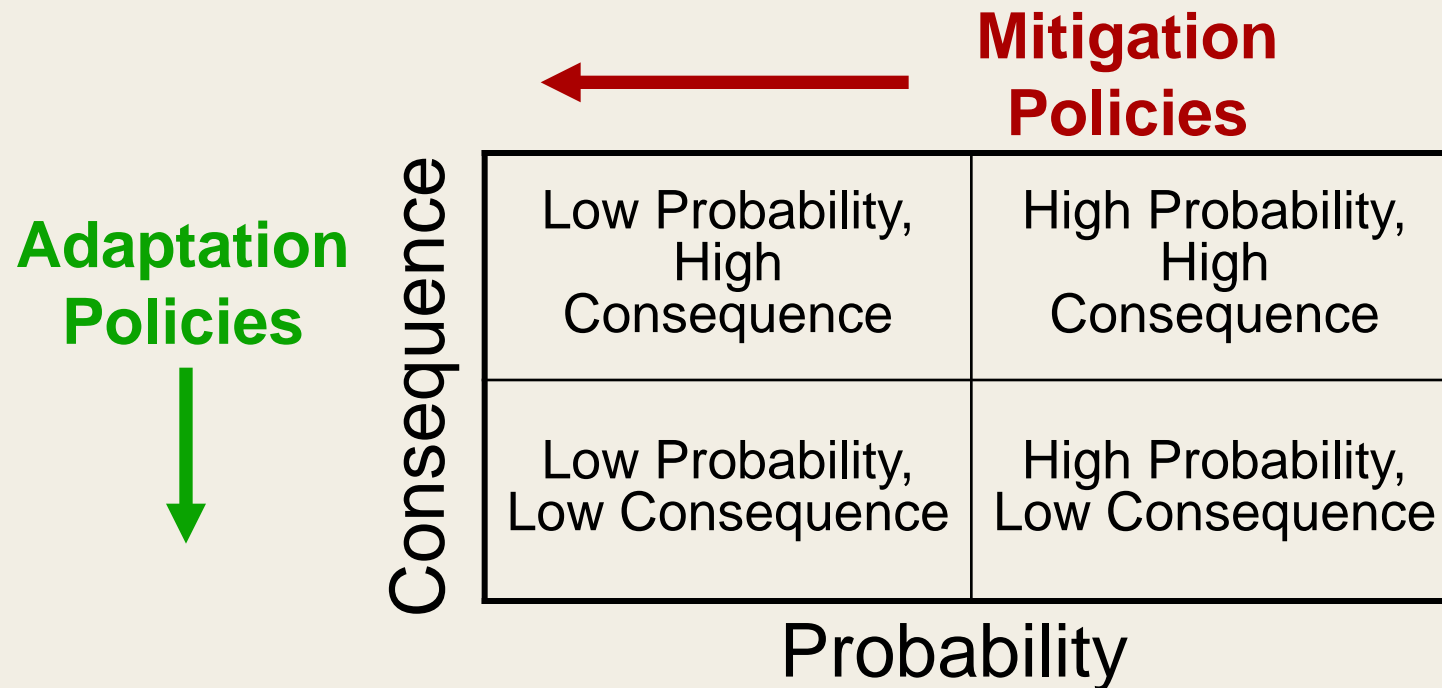 Mitigation
Policies
Adaptation
Policies
Consequence
Low Probability,
High
Consequence
High Probability,
High
Consequence
Low Probability,
Low Consequence
High Probability,
Low Consequence
Probability